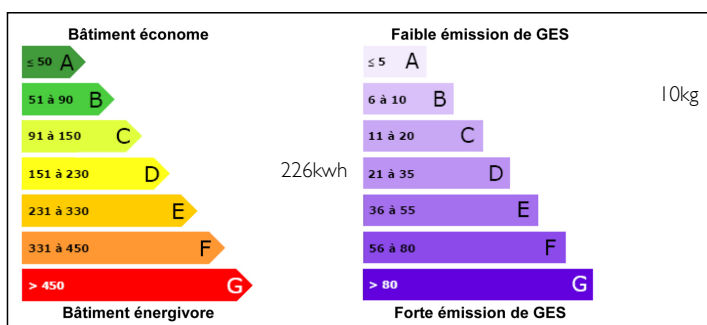 Bâtiment économe
≤ 50 A
51 à 90 B
91 à 150 C
151 à 230 D
226kwh
231 à 330 E
331 à 450 F
> 450 G
Bâtiment énergivore
Faible émission de GES
≤ 5 A
6 à 10 B
10kg
11 à 20 C
21 à 35 D
36 à 55 E
56 à 80 F
> 80 G
Forte émission de GES